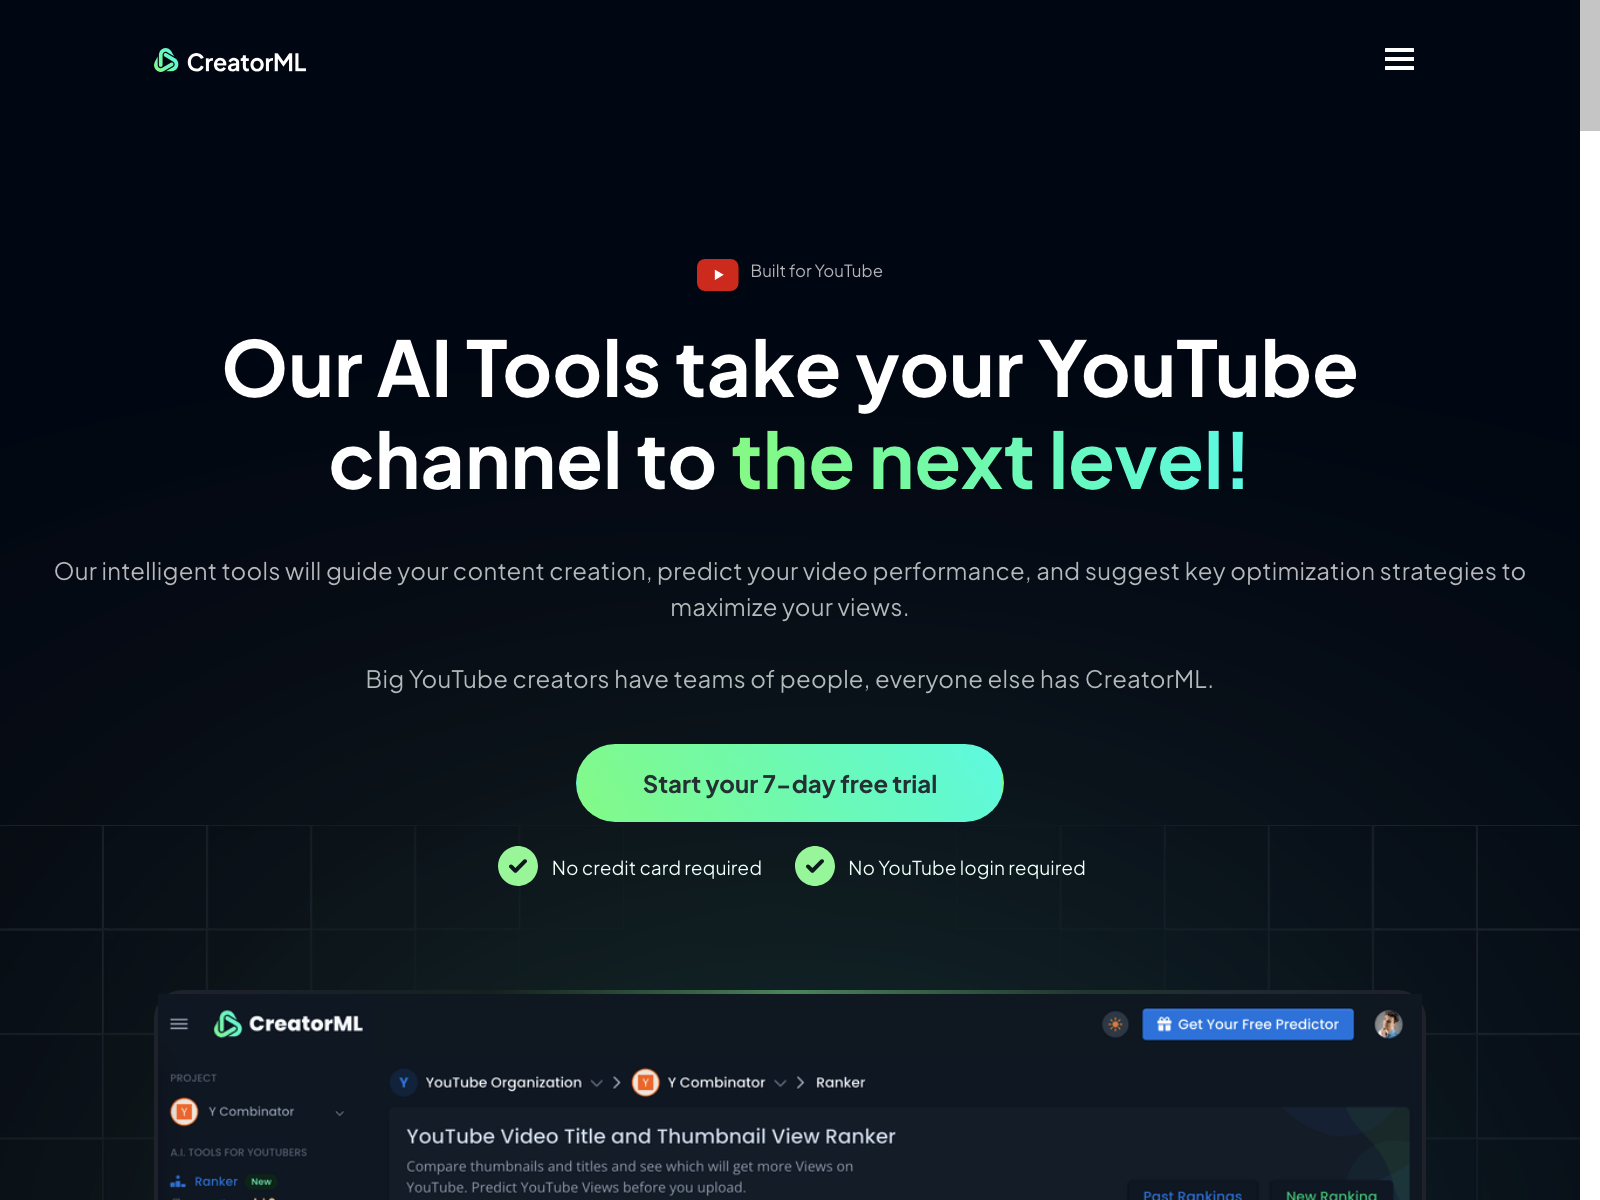 CreatorML
Built for YouTube
Our AI Tools take your YouTube
channel to the next level!
Our intelligent tools will guide your content creation, predict your video performance, and suggest key optimization strategies to
maximize your views.
Big YouTube creators have teams of people, everyone else has CreatorML.
Start your 7-day free trial
No credit card required
No YouTube login required
CreatorML
Get Your Free Predictor
PROJECT
Y Combinator
A.I. TOOLS FOR YOUTUBERS
Ranker New
Y YouTube Organization
Y Y Combinator
Ranker
YouTube Video Title and Thumbnail View Ranker
Compare thumbnails and titles and see which will get more Views on
YouTube. Predict YouTube Views before you upload.
Past Rankings
New Ranking